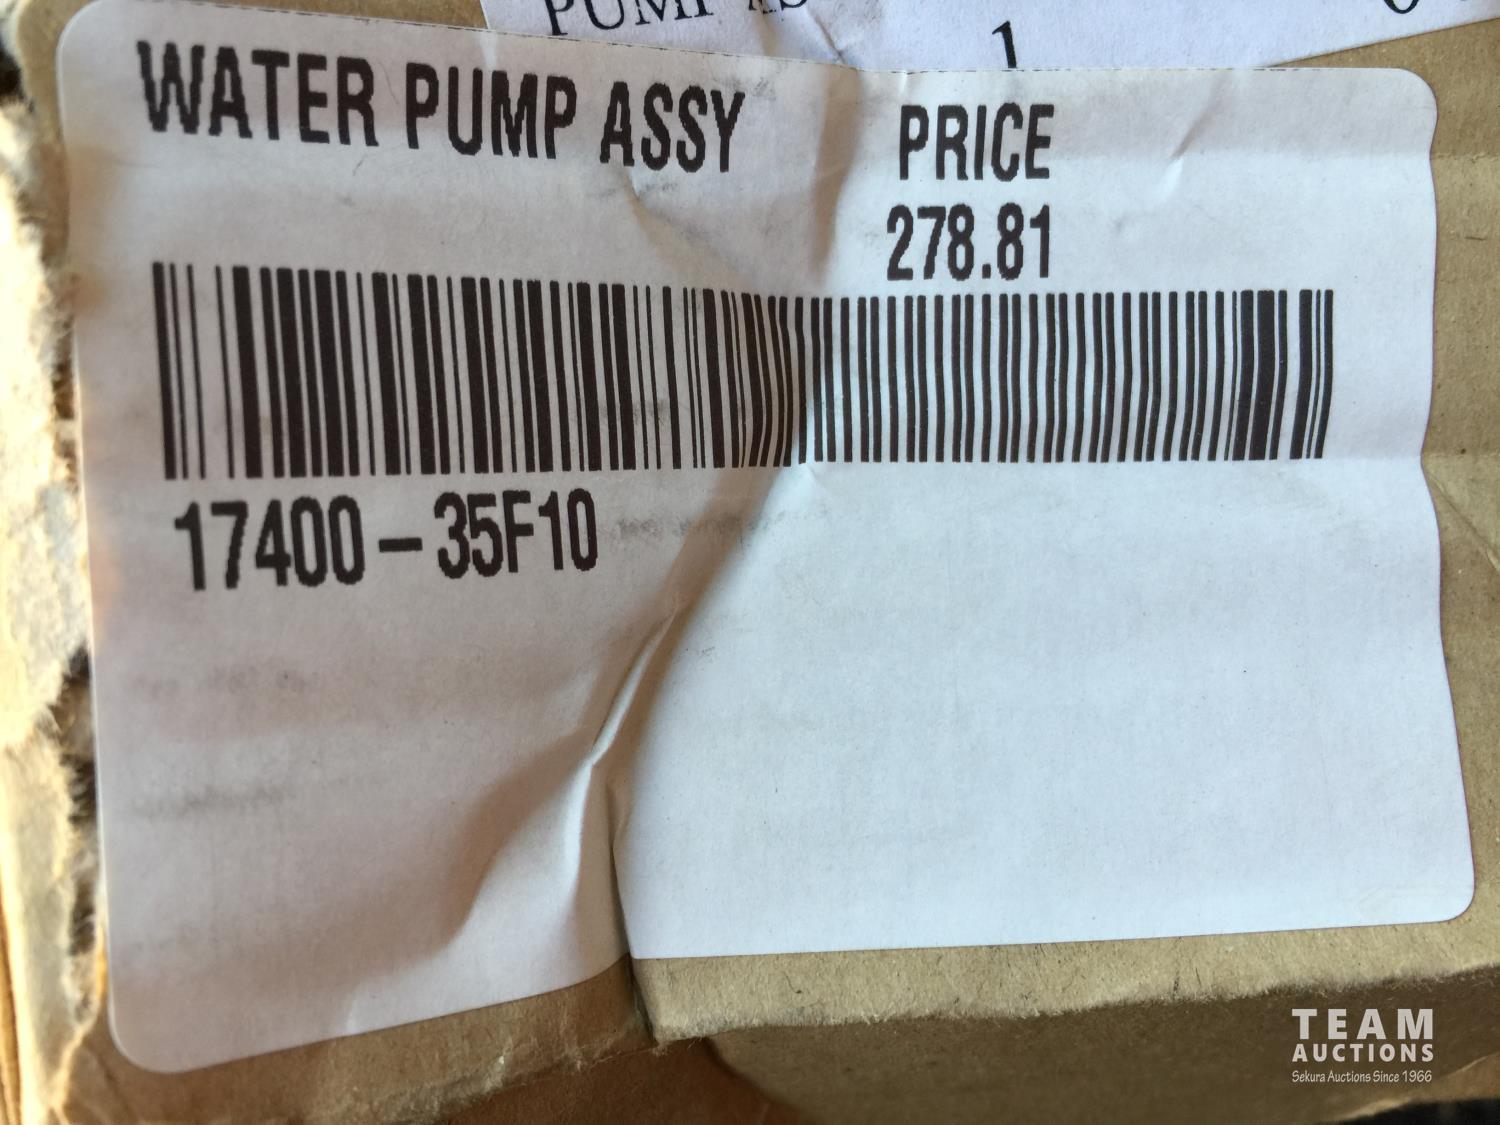 PUMP AS
1
WATER PUMP ASSY
PRICE
278.81
17400-35F10
TEAM
AUCTIONS
Sekura Auctions Since 1966